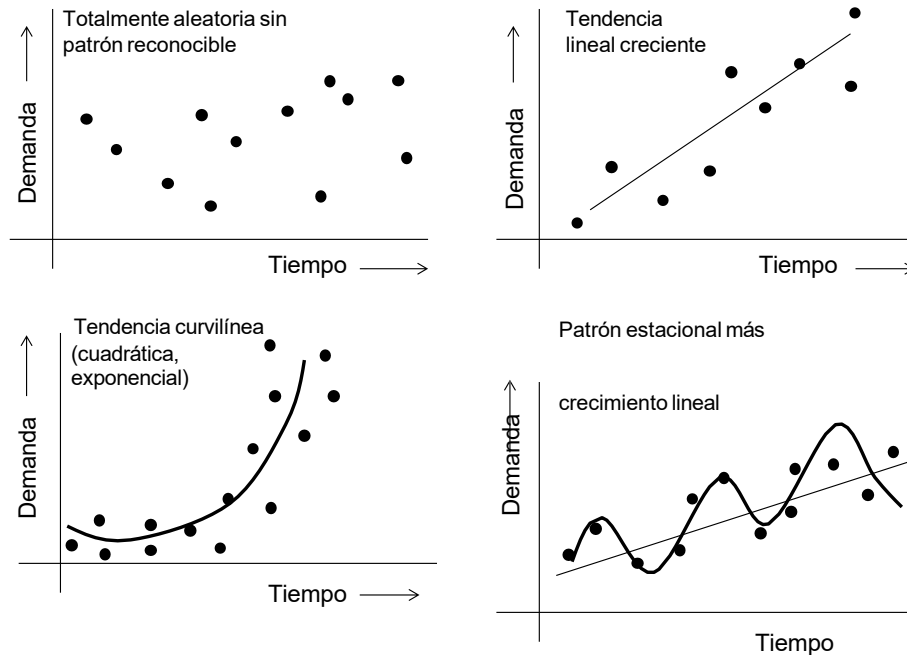 Totalmente aleatoria sin
patrón reconocible
Demanda
Tiempo
Tendencia
lineal creciente
Demanda
Tiempo
Tendencia curvilínea
(cuadrática,
exponencial)
Demanda
Tiempo
Patrón estacional más
crecimiento lineal
Demanda
Tiempo